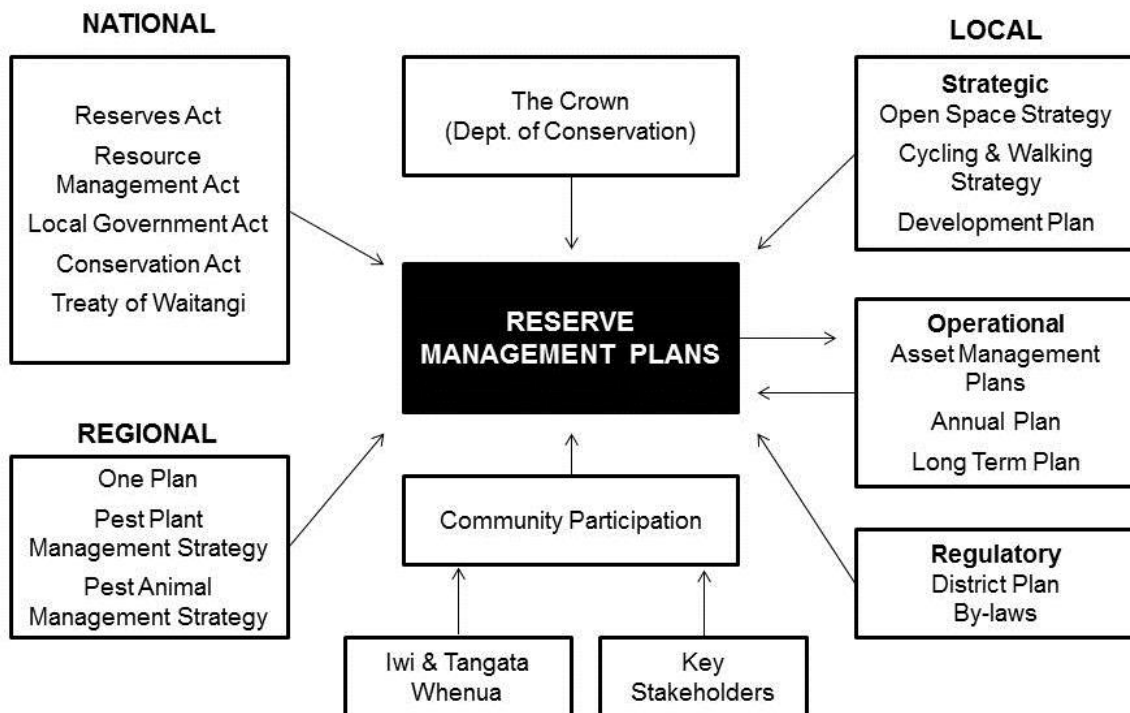 NATIONAL
Reserves Act
Resource
Management Act
Local Government Act
Conservation Act
Treaty of Waitangi
REGIONAL
One Plan
Pest Plant
Management Strategy
Pest Animal
Management Strategy
The Crown
(Dept. of Conservation)
RESERVE
MANAGEMENT PLANS
Community Participation
Iwi & Tangata
Whenua
Key
Stakeholders
LOCAL
Strategic
Open Space Strategy
Cycling & Walking
Strategy
Development Plan
Operational
Asset Management
Plans
Annual Plan
Long Term Plan
Regulatory
District Plan
By-laws